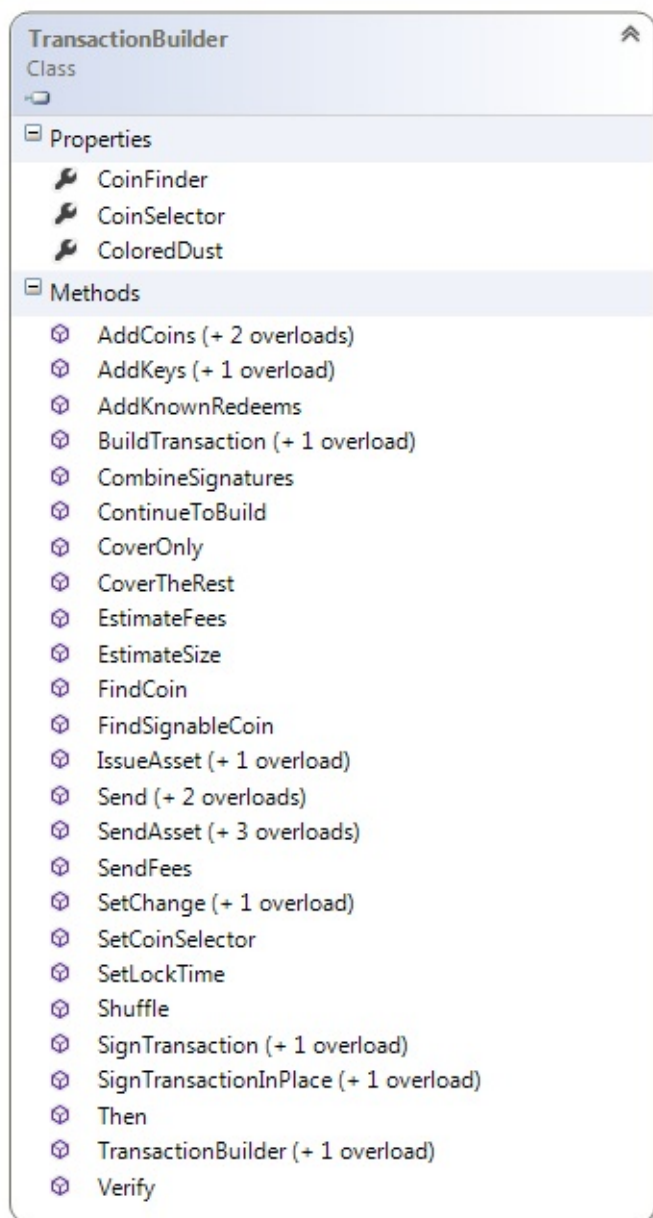 TransactionBuilder
Class
Properties
CoinFinder
CoinSelector
ColoredDust
Methods
AddCoins (+ 2 overloads)
AddKeys (+ 1 overload)
AddKnownRedeems
BuildTransaction (+ 1 overload)
CombineSignatures
ContinueToBuild
CoverOnly
CoverTheRest
EstimateFees
EstimateSize
FindCoin
FindSignableCoin
IssueAsset (+ 1 overload)
Send (+ 2 overloads)
SendAsset (+ 3 overloads)
SendFees
SetChange (+ 1 overload)
SetCoinSelector
SetLockTime
Shuffle
SignTransaction (+ 1 overload)
SignTransactionInPlace (+ 1 overload)
Then
TransactionBuilder (+ 1 overload)
Verify